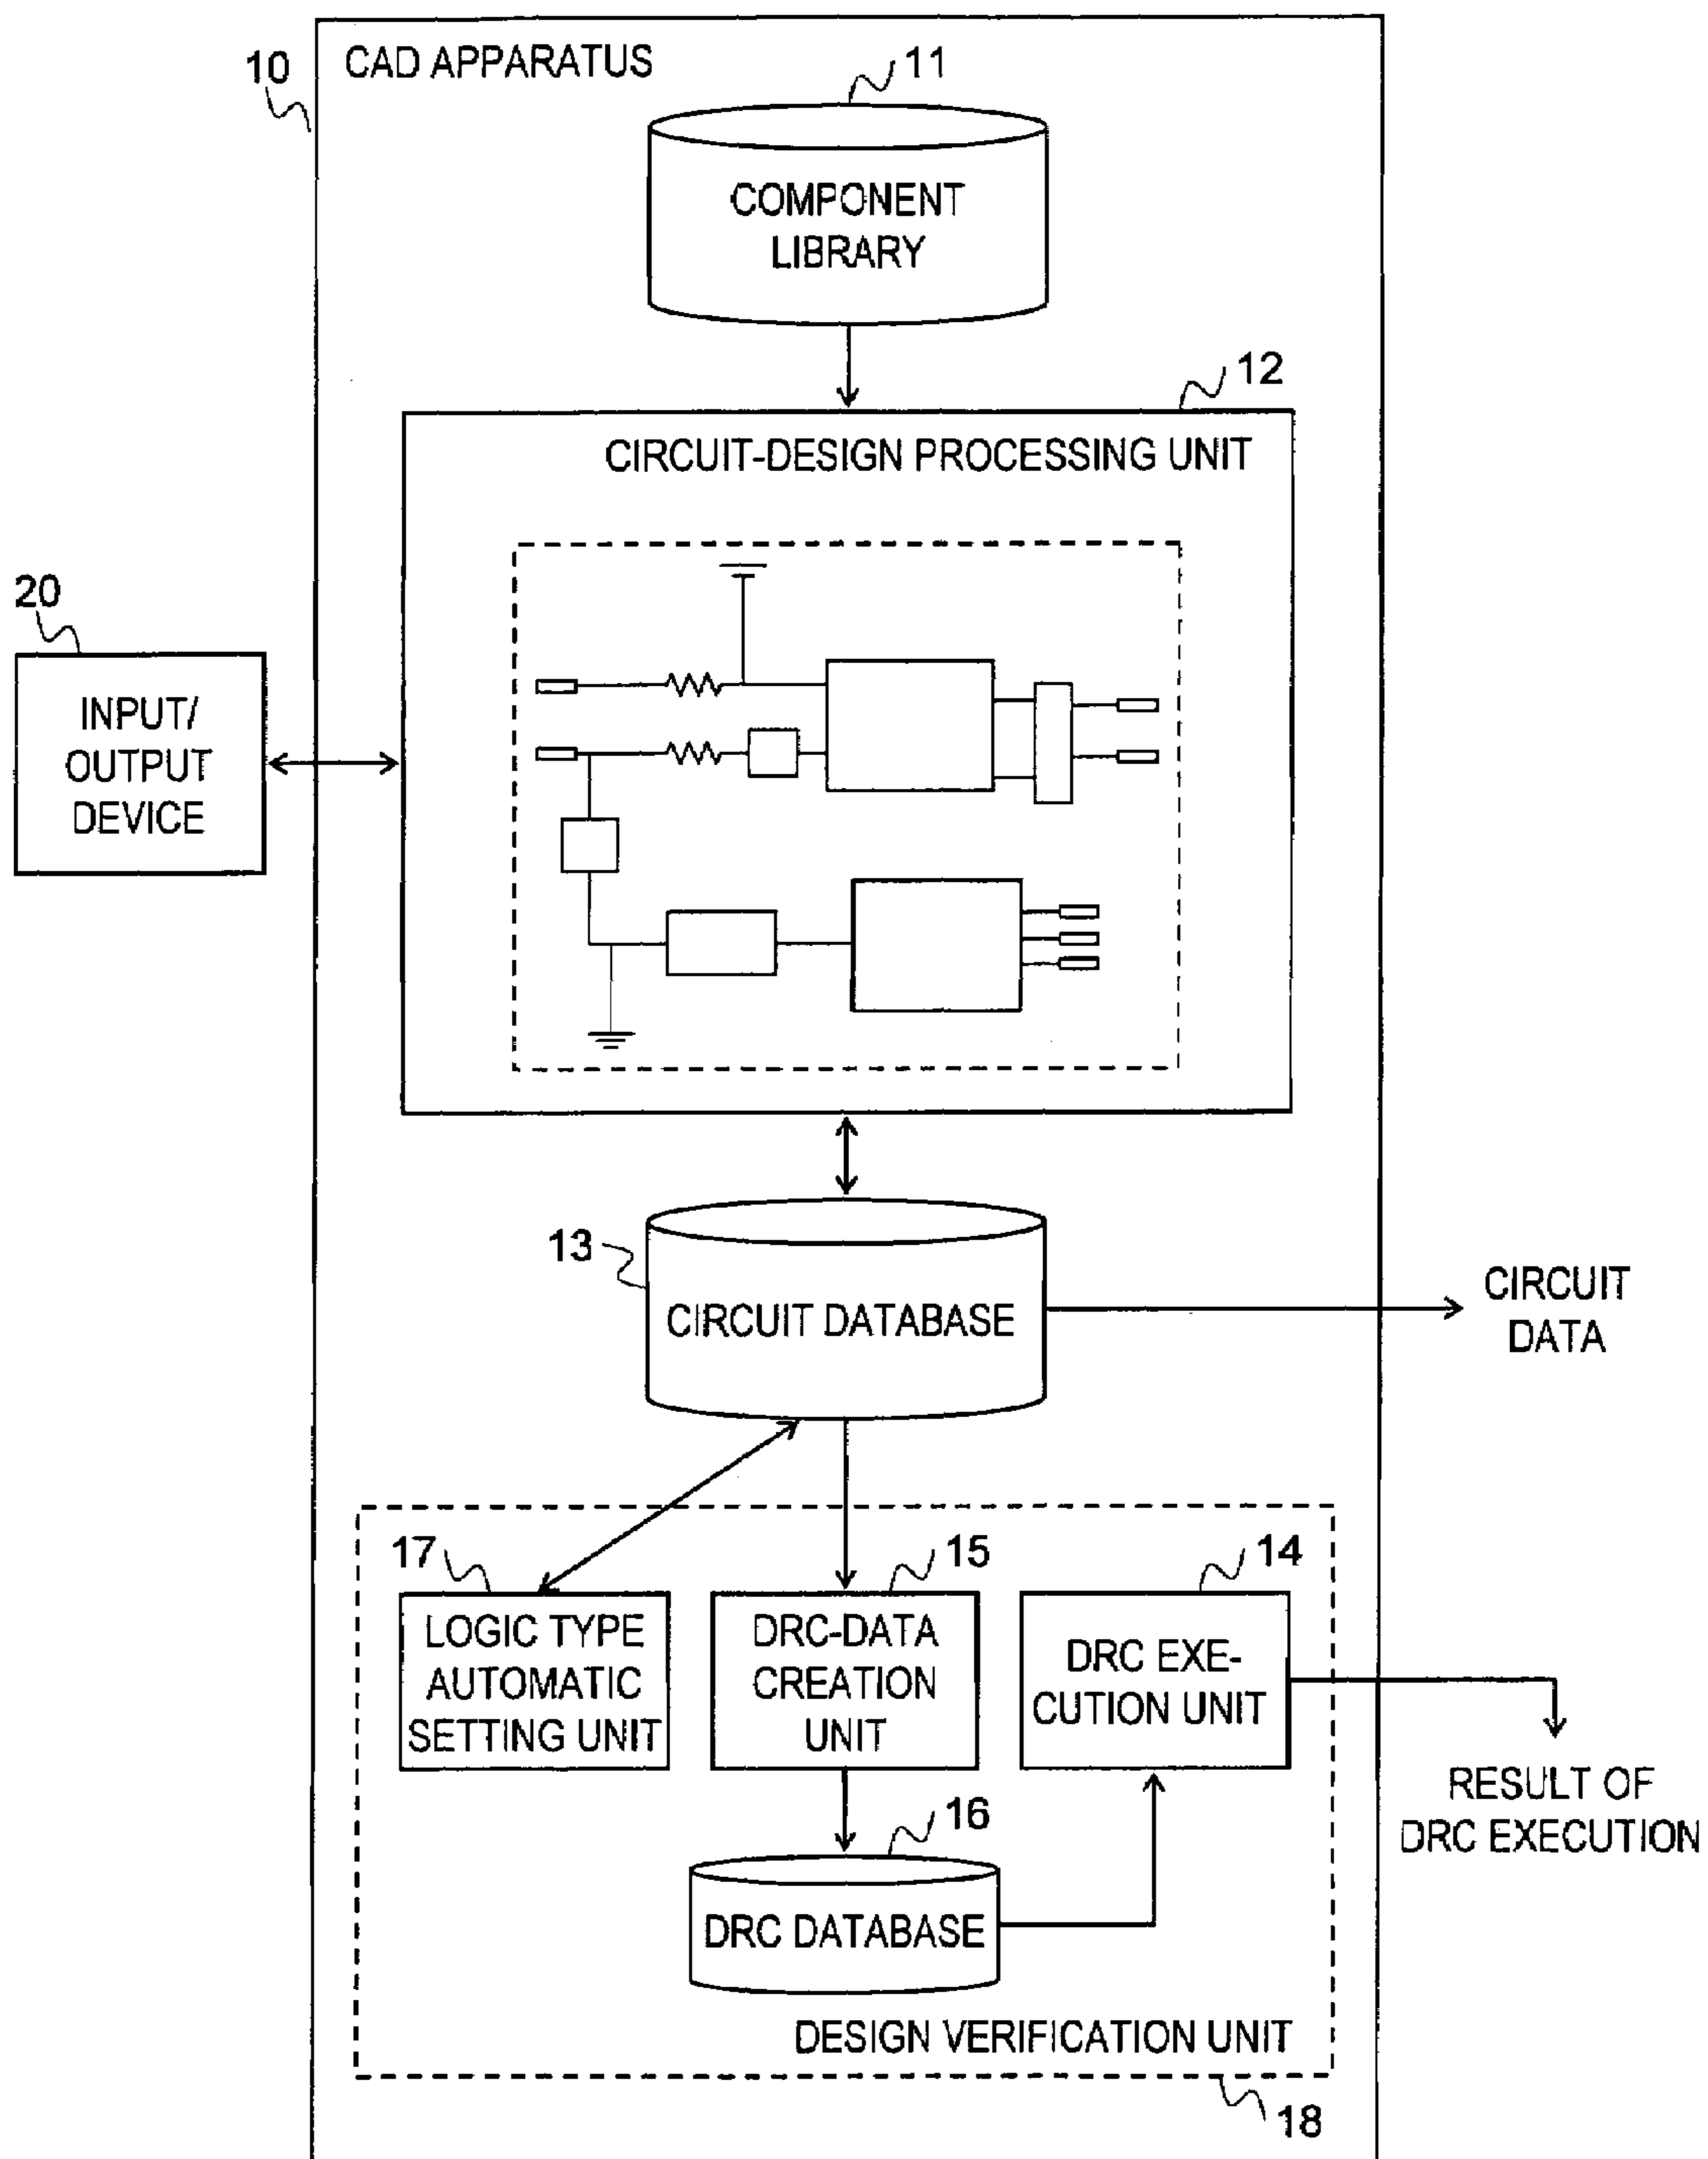 10
CAD APPARATUS
11
COMPONENT
LIBRARY
12
CIRCUIT-DESIGN PROCESSING UNIT
20
INPUT/
OUTPUT
DEVICE
13
CIRCUIT DATABASE
CIRCUIT
DATA
17
LOGIC TYPE
AUTOMATIC
SETTING UNIT
15
DRC-DATA
CREATION
UNIT
14
DRC EXE-
CUTION UNIT
RESULT OF
DRC EXECUTION
16
DRC DATABASE
DESIGN VERIFICATION UNIT
18